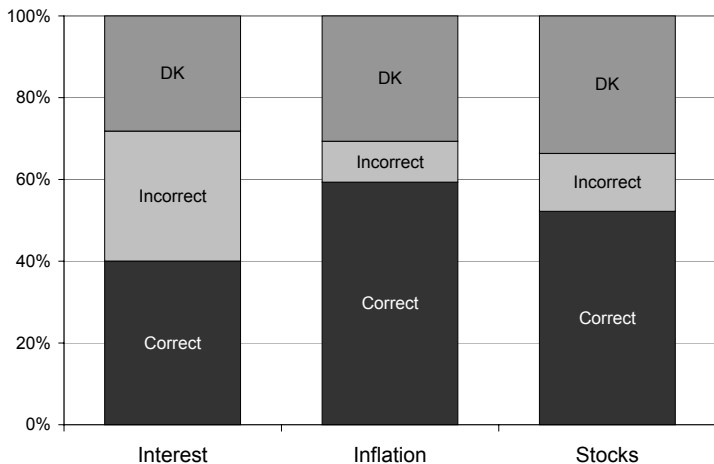 100%
80%
60%
40%
20%
0%
DK
Incorrect
Correct
DK
Incorrect
Correct
DK
Incorrect
Correct
Interest
Inflation
Stocks